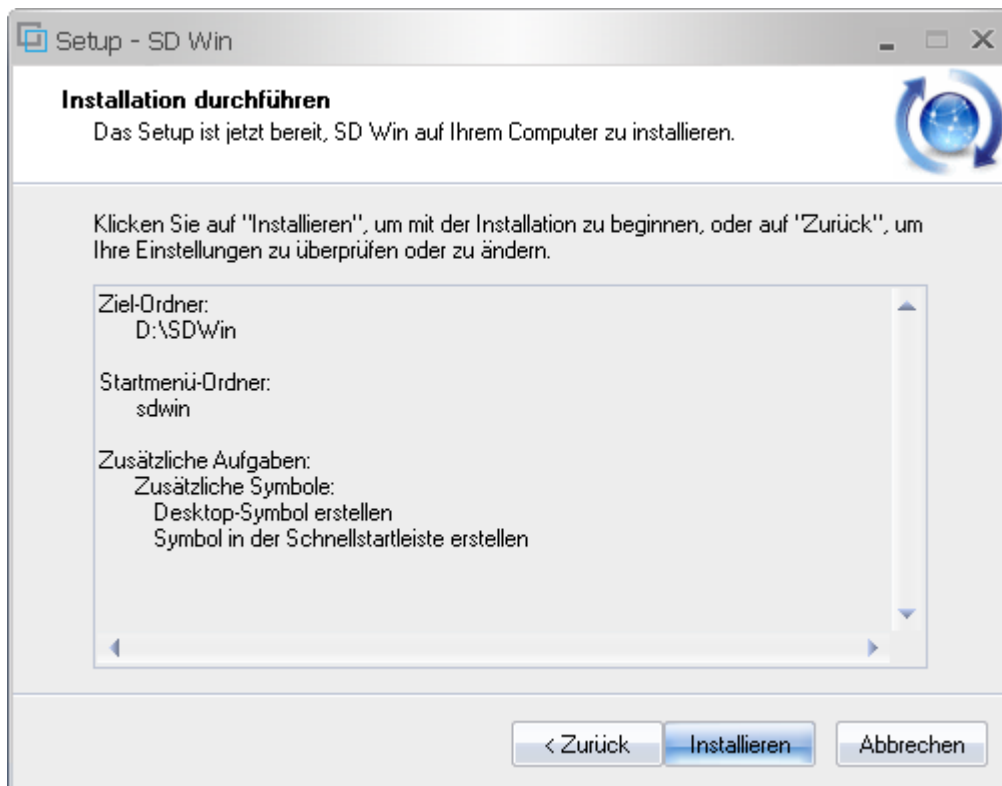 Setup - SD Win
Installation durchführen
Das Setup ist jetzt bereit, SD Win auf Ihrem Computer zu installieren.
Klicken Sie auf "Installieren", um mit der Installation zu beginnen, oder auf "Zurück", um
Ihre Einstellungen zu überprüfen oder zu ändern.
Ziel-Ordner:
D:\SDWin
Startmenü-Ordner:
sdwin
Zusätzliche Aufgaben:
Zusätzliche Symbole:
Desktop-Symbol erstellen
Symbol in der Schnellstartleiste erstellen
< Zurück Installieren Abbrechen